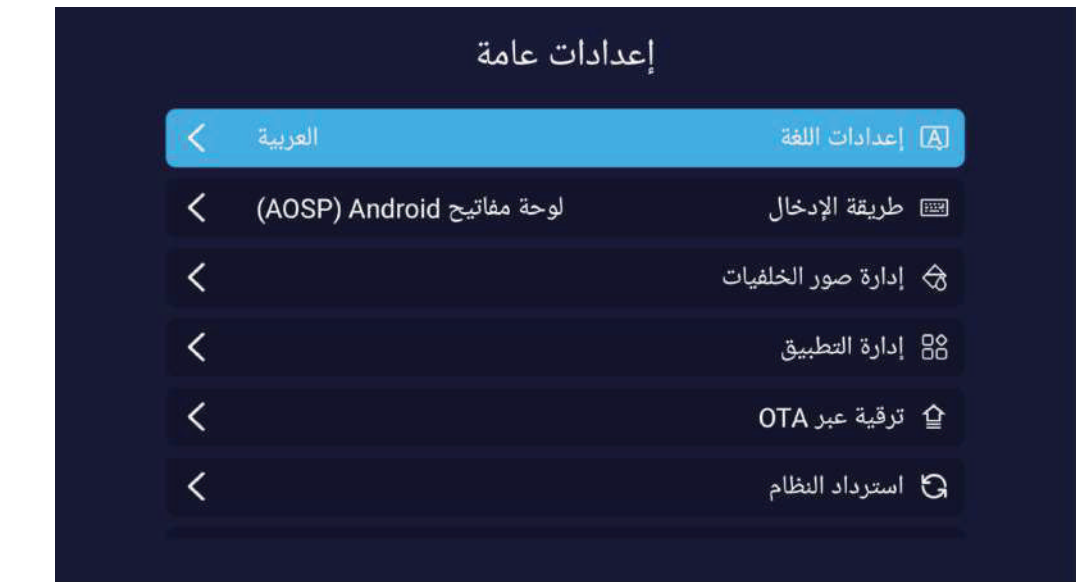 إعدادات عامة
إعدادات اللغة العربية
طريقة الإدخال لوحة مفاتيح Android (AOSP)
إدارة صور الخلفيات
إدارة التطبيق
ترقية عبر OTA
استرداد النظام